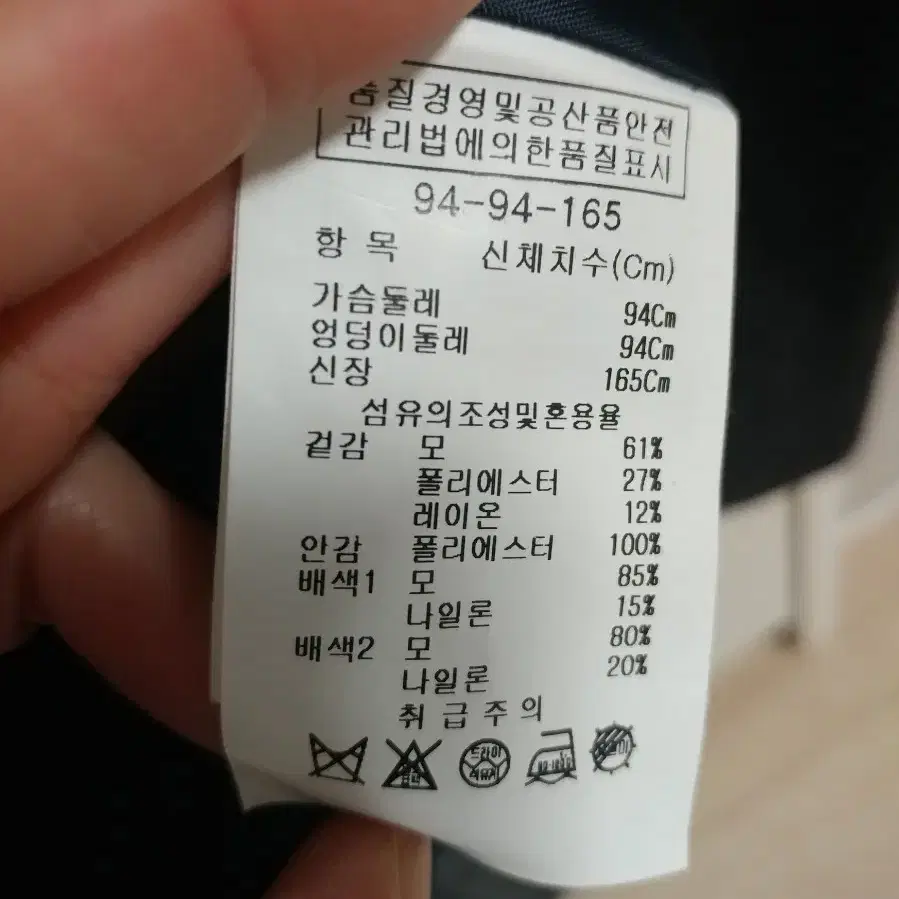 품질경영및공산품안전
관리법에의한품질표시
94-94-165
항 목 신체치수(Cm)
가슴둘레 94Cm
엉덩이둘레 94Cm
신장 165Cm
섬유의조성및혼용율
겉감 모 61%
폴리에스터 27%
레이온 12%
안감 폴리에스터 100%
배색1 모 85%
나일론 15%
배색2 모 80%
나일론 20%
취급주의
드라이